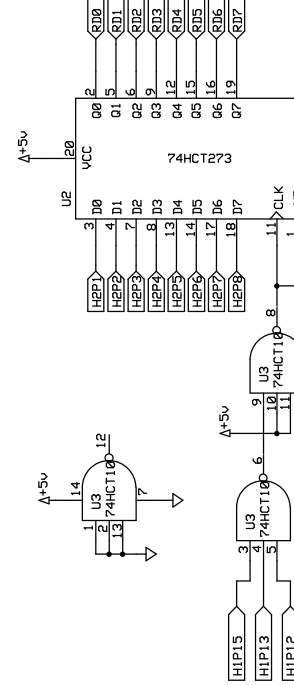 RD0 RD1 RD2 RD3 RD4 RD5 RD6 RD7
2 5 6 9 12 15 16 19
Q0 Q1 Q2 Q3 Q4 Q5 Q6 Q7
+5v
20
VCC
74HCT273
U2
D0 D1 D2 D3 D4 D5 D6 D7
CLK
3 4 7 8 13 14 17 18
11
1
H2P1 H2P2 H2P3 H2P4 H2P5 H2P6 H2P7 H2P8
8
U3
74HCT10
9 10 11
+5v
12
+5v
14
U3
74HCT10
7
1 2 13
6
U3
74HCT10
3 4 5
H1P15 H1P13 H1P12